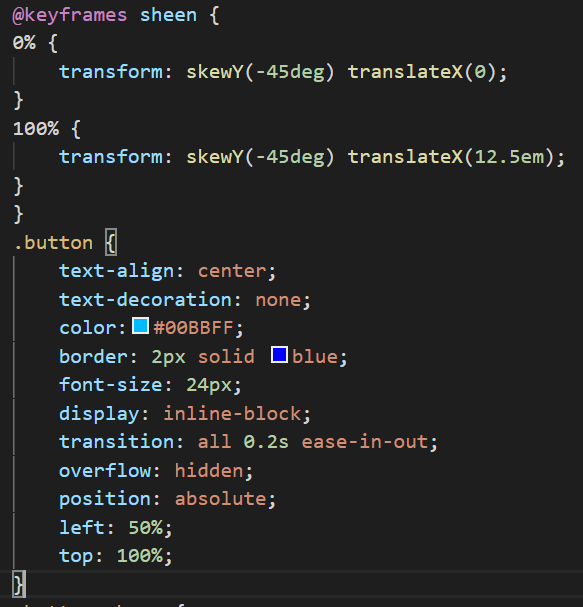 @keyframes sheen {
0% {
    transform: skewY(-45deg) translateX(0);
}
100% {
    transform: skewY(-45deg) translateX(12.5em);
}
}
.button {
    text-align: center;
    text-decoration: none;
    color: #00BBFF;
    border: 2px solid blue;
    font-size: 24px;
    display: inline-block;
    transition: all 0.2s ease-in-out;
    overflow: hidden;
    position: absolute;
    left: 50%;
    top: 100%;
}